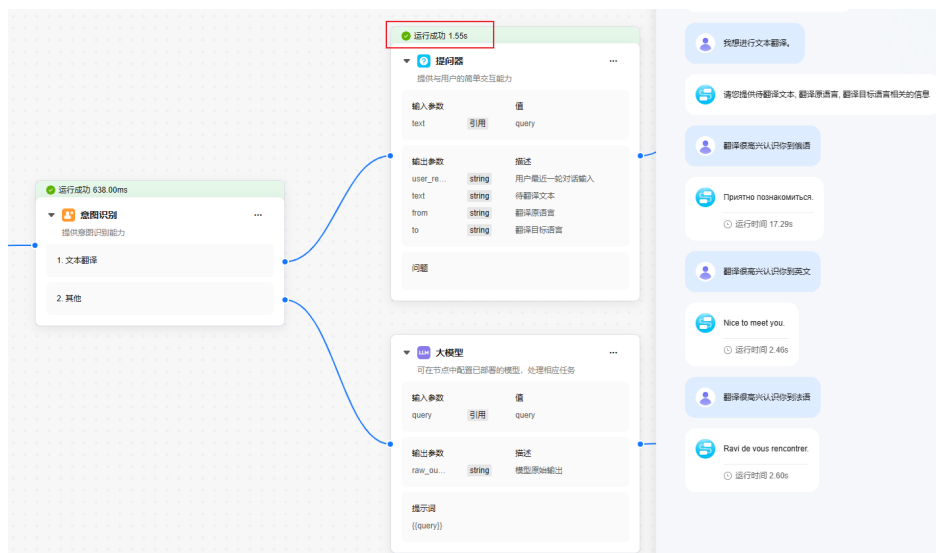 运行成功 638.00ms
意图识别
提供意图识别能力
1. 文本翻译
2. 其他
运行成功 1.55s
提问器
提供与用户的简单交互能力
输入参数 值
text 引用 query
输出参数 描述
user_re... string 用户最近一轮对话输入
text string 待翻译文本
from string 翻译原语言
to string 翻译目标语言
问题
LLM 大模型
可在节点中配置已部署的模型、处理相应任务
输入参数 值
query 引用 query
输出参数 描述
raw_ou... string 模型原始输出
提示词
{{query}}
我想进行文本翻译。
请您提供待翻译文本, 翻译原语言, 翻译目标语言相关的信息
翻译很高兴认识你到俄语
Приятно познакомиться.
运行时间 17.29s
翻译很高兴认识你到英文
Nice to meet you.
运行时间 2.46s
翻译很高兴认识你到法语
Ravi de vous rencontrer.
运行时间 2.60s